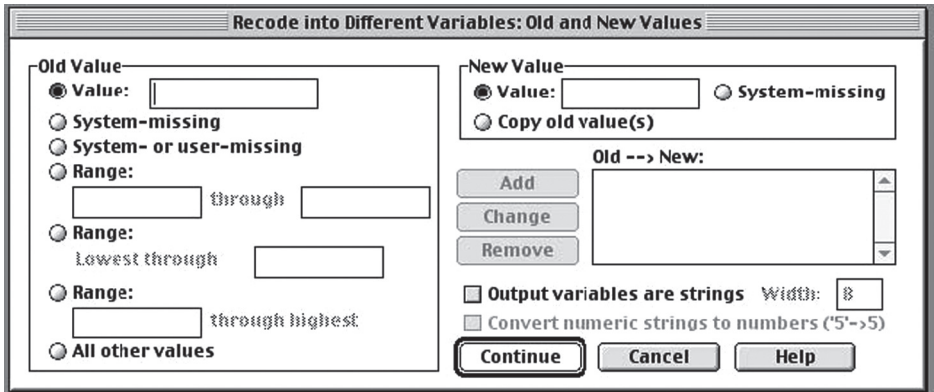 Recode into Different Variables: Old and New Values
Old Value
Value:
System-missing
System- or user-missing
Range:
through
Range:
Lowest through
Range:
through highest
All other values
New Value
Value:
System-missing
Copy old value(s)
Old --> New:
Add
Change
Remove
Output variables are strings Width: 8
Convert numeric strings to numbers ('5'->5)
Continue Cancel Help